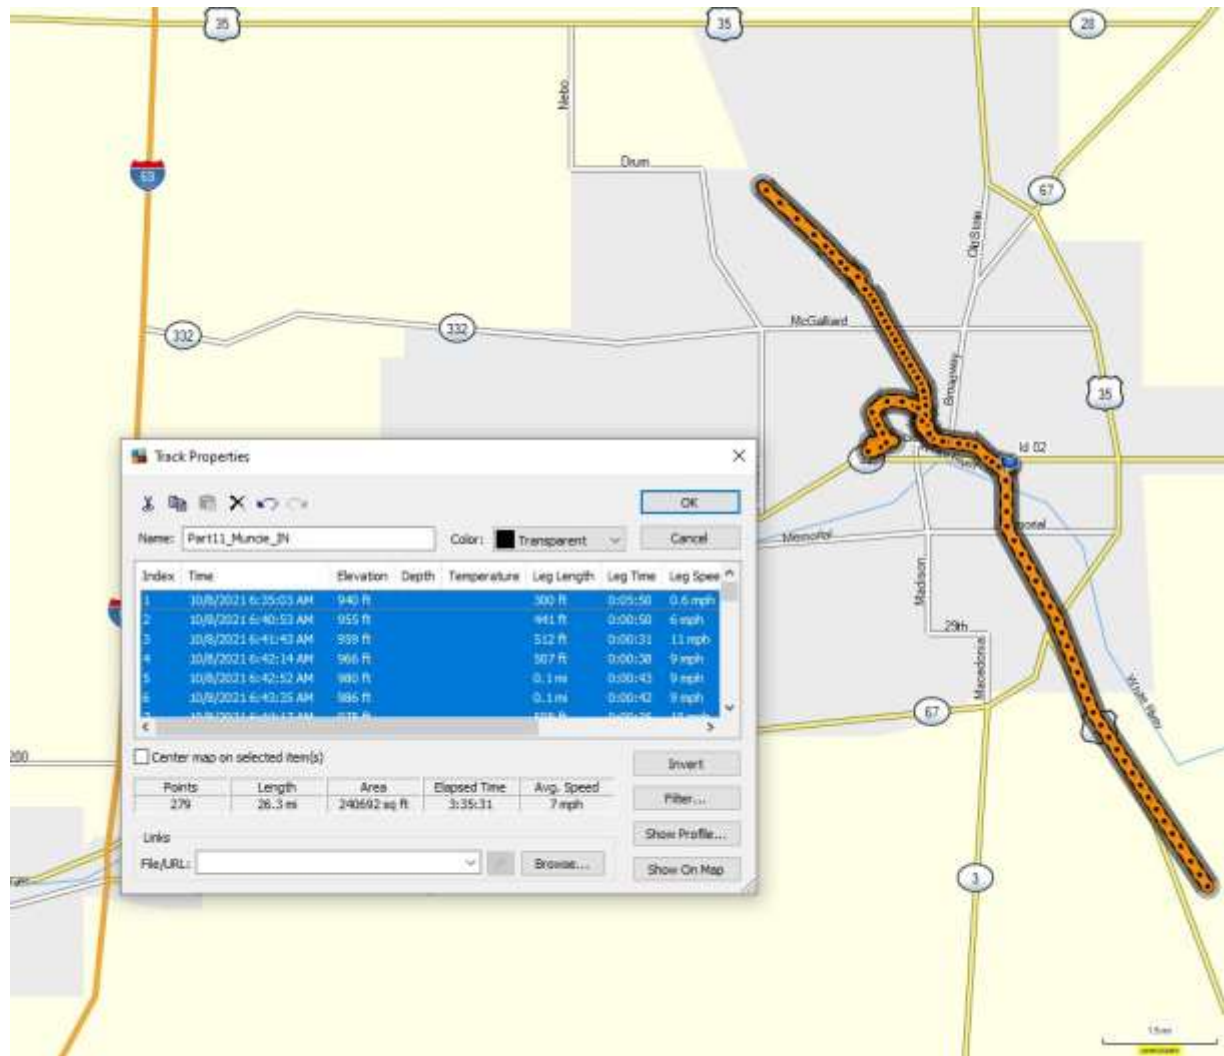 35
35
28
Nebo
69
Drum
67
Old State
McGalliard
332
332
Broadway
35
Id 02
Track Properties
OK
Name: Part11_Muncie_IN Color: Transparent Cancel
Memorial
Index Time Elevation Depth Temperature Leg Length Leg Time Leg Spee
1 10/8/2021 6:35:03 AM 940 ft 300 ft 0:05:50 0.6 mph
2 10/8/2021 6:40:53 AM 955 ft 441 ft 0:00:50 6 mph
3 10/8/2021 6:41:43 AM 959 ft 512 ft 0:00:31 11 mph
4 10/8/2021 6:42:14 AM 966 ft 507 ft 0:00:38 9 mph
5 10/8/2021 6:42:52 AM 980 ft 0.1 mi 0:00:43 9 mph
6 10/8/2021 6:43:35 AM 986 ft 0.1 mi 0:00:42 9 mph
Madison
29th
Macedonia
67
White River
Center map on selected item(s) Invert
Points Length Area Elapsed Time Avg. Speed
279 26.3 mi 240692 sq ft 3:35:31 7 mph
Filter...
Links Show Profile...
File/URL: Browse... Show On Map
3
1.5 mi